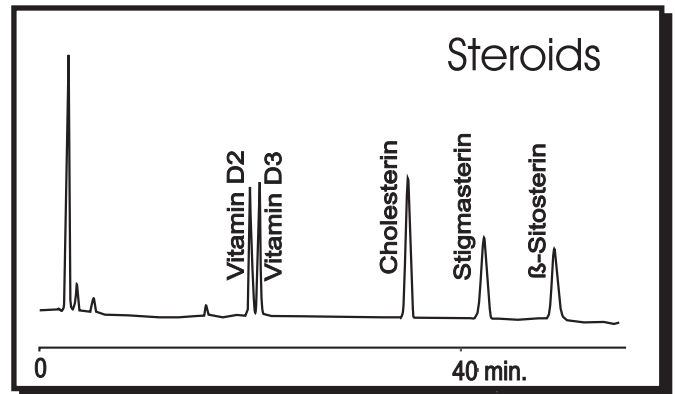 Steroids
Vitamin D2
Vitamin D3
Cholesterin
Stigmasterin
ß-Sitosterin
0
40 min.